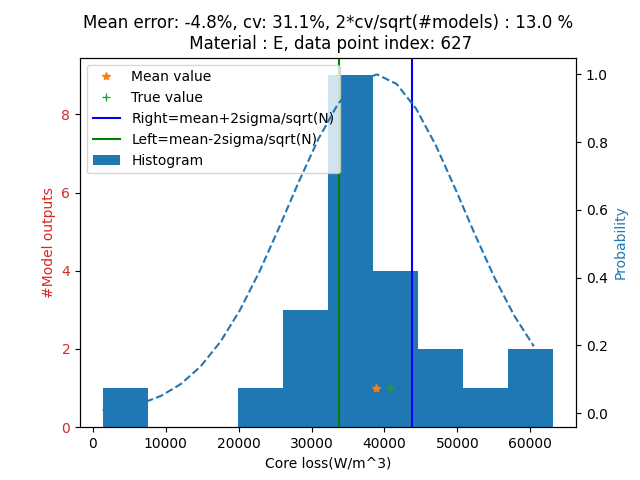 Mean error: -4.8%, cv: 31.1%, 2*cv/sqrt(#models) : 13.0 %
Material : E, data point index: 627
Mean value
True value
Right=mean+2sigma/sqrt(N)
Left=mean-2sigma/sqrt(N)
Histogram
#Model outputs
8
6
4
2
0
Probability
1.0
0.8
0.6
0.4
0.2
0.0
0 10000 20000 30000 40000 50000 60000
Core loss(W/m^3)